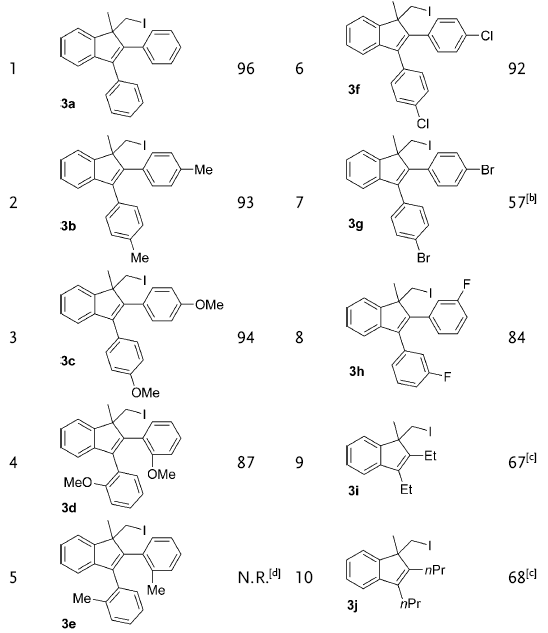 I
1
96
3a
I
2
Me
93
3b
Me
I
3
OMe
94
3c
OMe
I
4
87
MeO
OMe
3d
I
5
Me
N.R.[d]
Me
3e
I
6
Cl
92
3f
Cl
I
7
Br
57[b]
3g
Br
I
F
8
84
3h
F
I
9
Et
67[c]
3i
Et
I
10
nPr
68[c]
3j
nPr